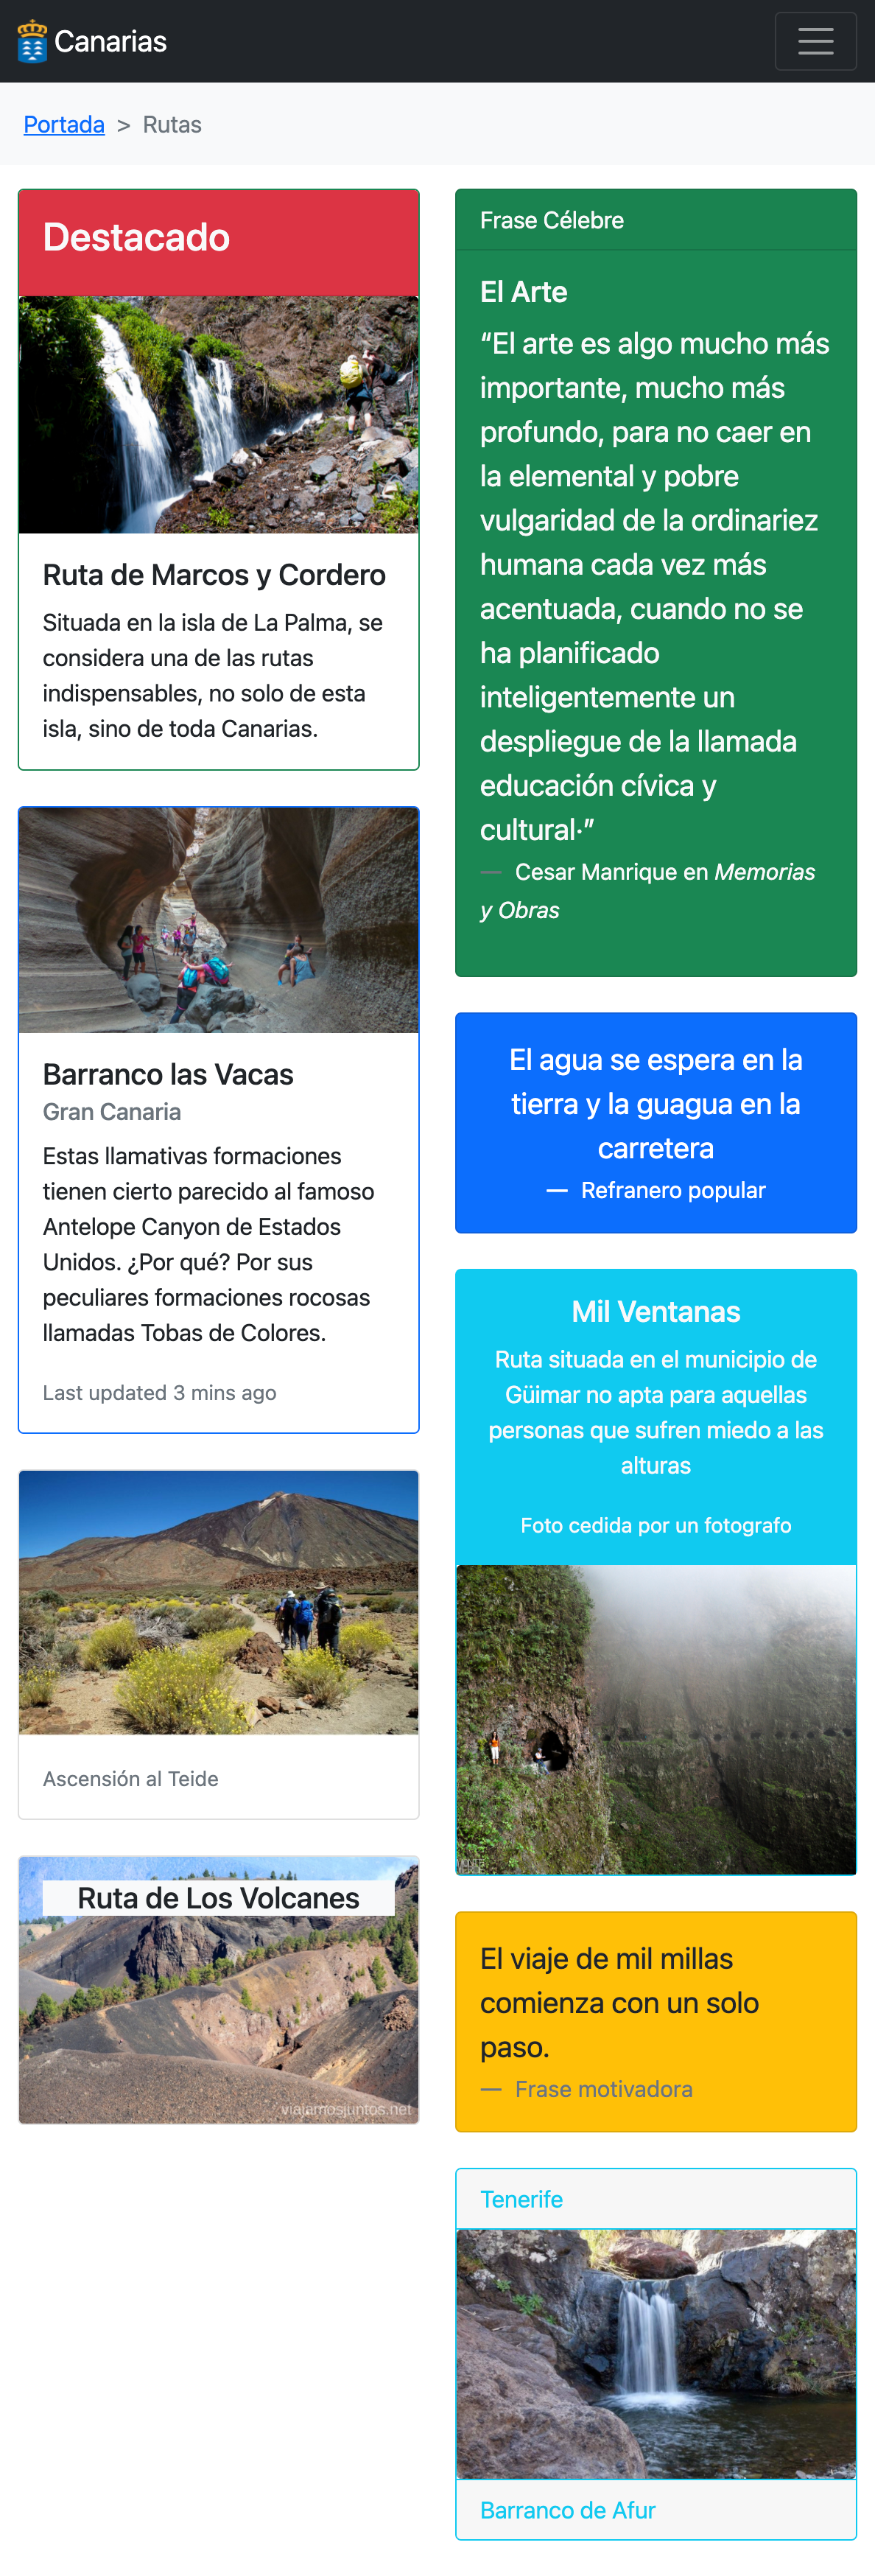 Canarias
Portada > Rutas
Destacado
Ruta de Marcos y Cordero
Situada en la isla de La Palma, se
considera una de las rutas
indispensables, no solo de esta
isla, sino de toda Canarias.
Barranco las Vacas
Gran Canaria
Estas llamativas formaciones
tienen cierto parecido al famoso
Antelope Canyon de Estados
Unidos. ¿Por qué? Por sus
peculiares formaciones rocosas
llamadas Tobas de Colores.
Last updated 3 mins ago
Ascensión al Teide
Ruta de Los Volcanes
viajamosjuntos.net
Frase Célebre
El Arte
“El arte es algo mucho más
importante, mucho más
profundo, para no caer en
la elemental y pobre
vulgaridad de la ordinariez
humana cada vez más
acentuada, cuando no se
ha planificado
inteligentemente un
despliegue de la llamada
educación cívica y
cultural·”
— Cesar Manrique en Memorias
y Obras
El agua se espera en la
tierra y la guagua en la
carretera
— Refranero popular
Mil Ventanas
Ruta situada en el municipio de
Güimar no apta para aquellas
personas que sufren miedo a las
alturas
Foto cedida por un fotografo
El viaje de mil millas
comienza con un solo
paso.
— Frase motivadora
Tenerife
Barranco de Afur